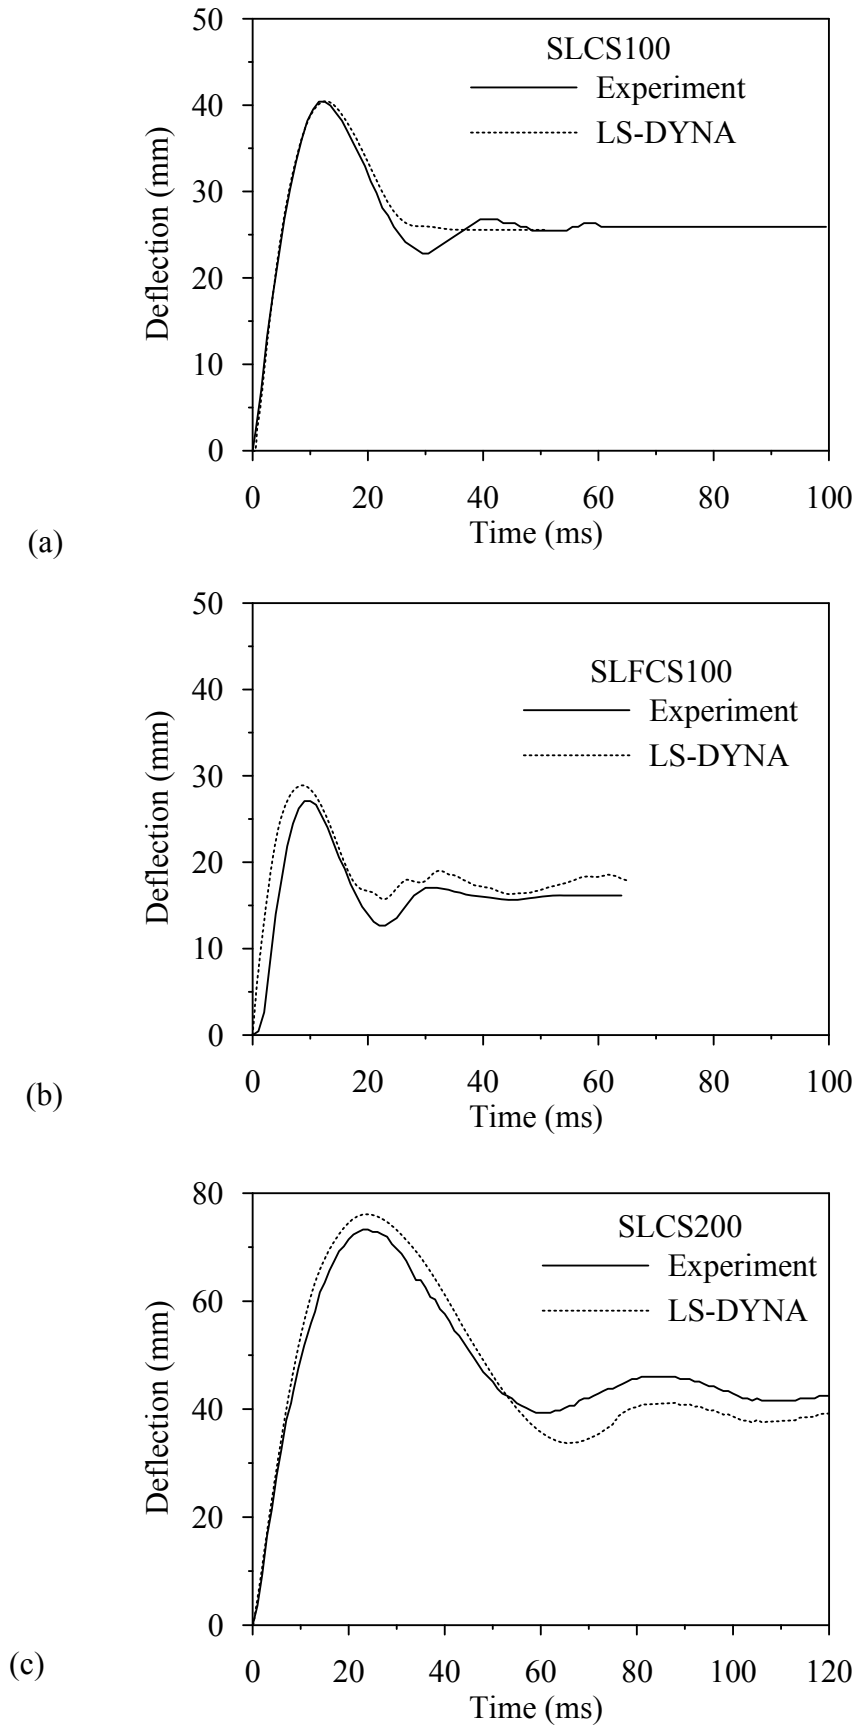 50
SLCS100
Experiment
40
LS-DYNA
30
Deflection (mm)
20
10
0
0 20 40 60 80 100
Time (ms)
(a)
50
SLFCS100
40
Experiment
LS-DYNA
30
Deflection (mm)
20
10
0
0 20 40 60 80 100
Time (ms)
(b)
80
SLCS200
Experiment
60
LS-DYNA
Deflection (mm)
40
20
0
0 20 40 60 80 100 120
Time (ms)
(c)